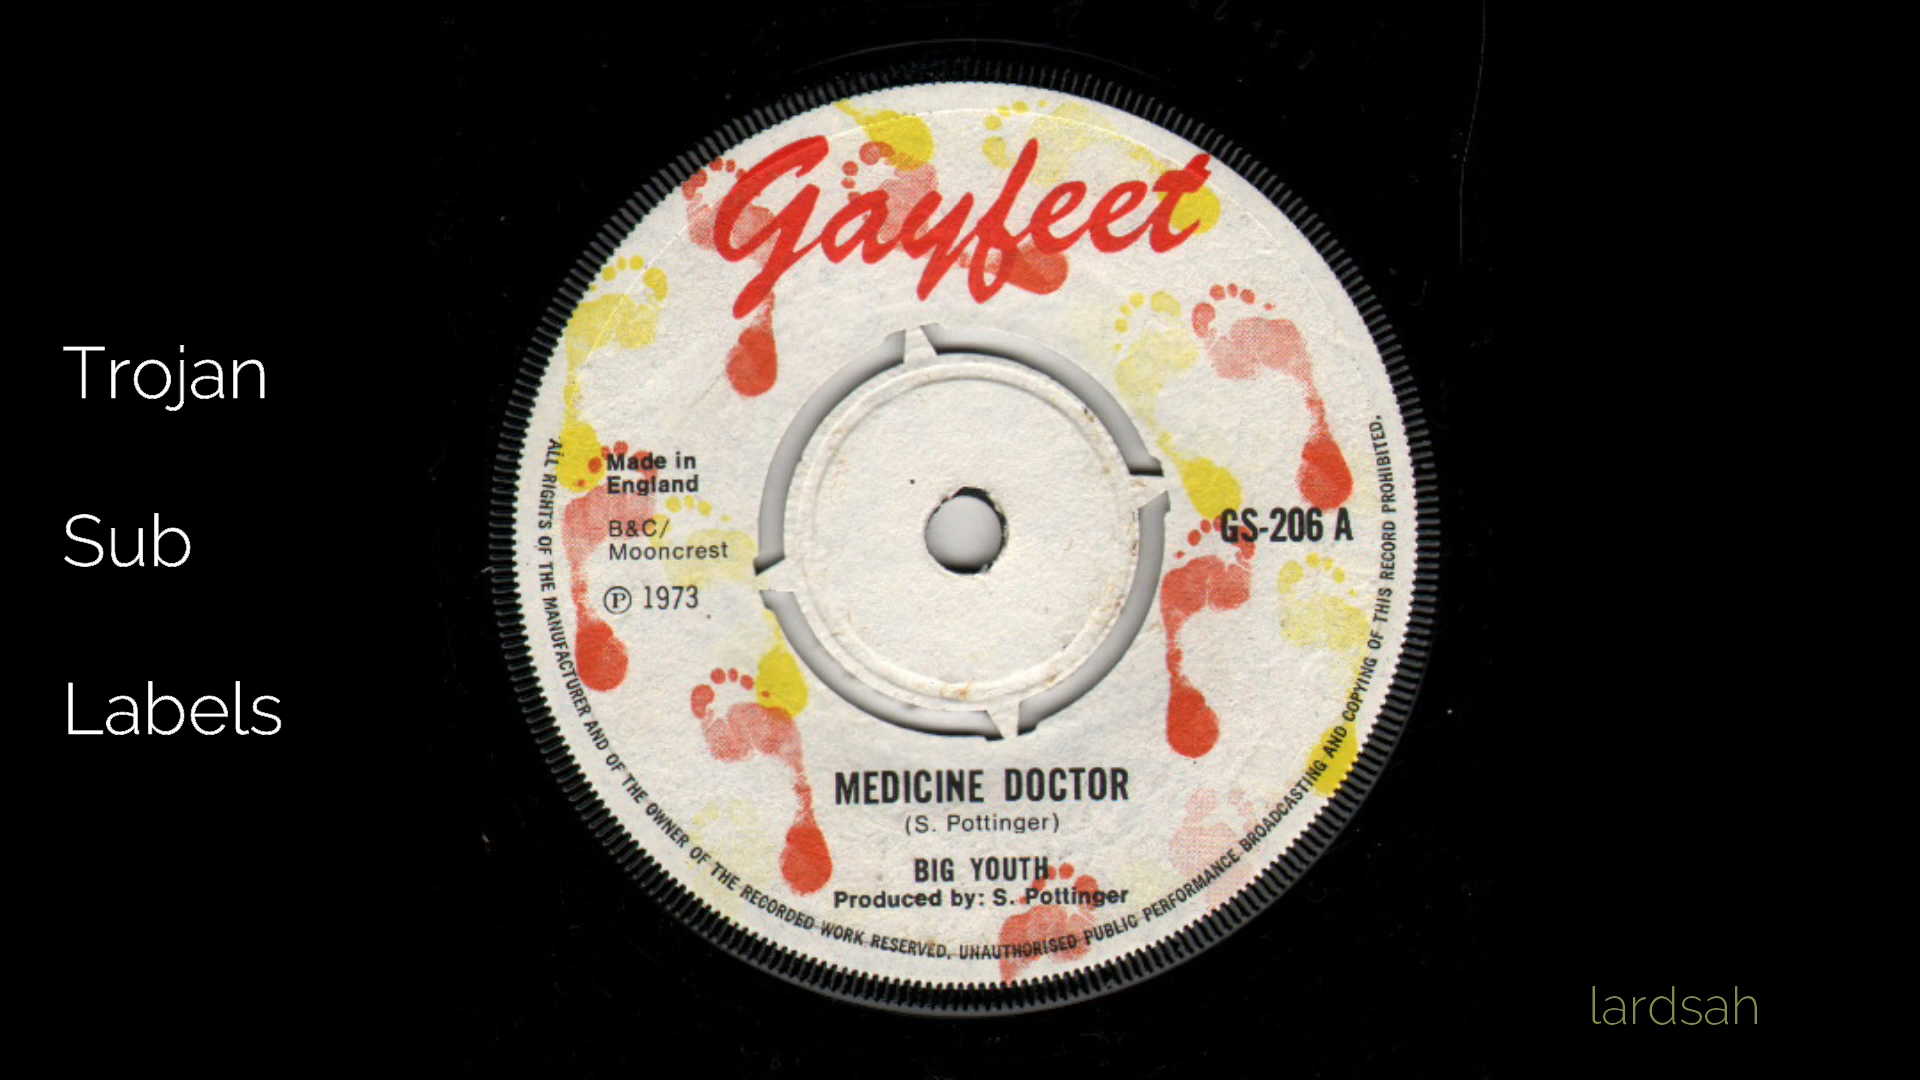 Trojan
Sub
Labels
Gayfeet
Made in
England
B&C/
Mooncrest
Ⓟ 1973
GS-206 A
MEDICINE DOCTOR
(S. Pottinger)
BIG YOUTH
Produced by: S. Pottinger
ALL RIGHTS OF THE MANUFACTURER AND OF THE OWNER OF THE RECORDED WORK RESERVED. UNAUTHORISED PUBLIC PERFORMANCE BROADCASTING AND COPYING OF THIS RECORD PROHIBITED.
lardsah